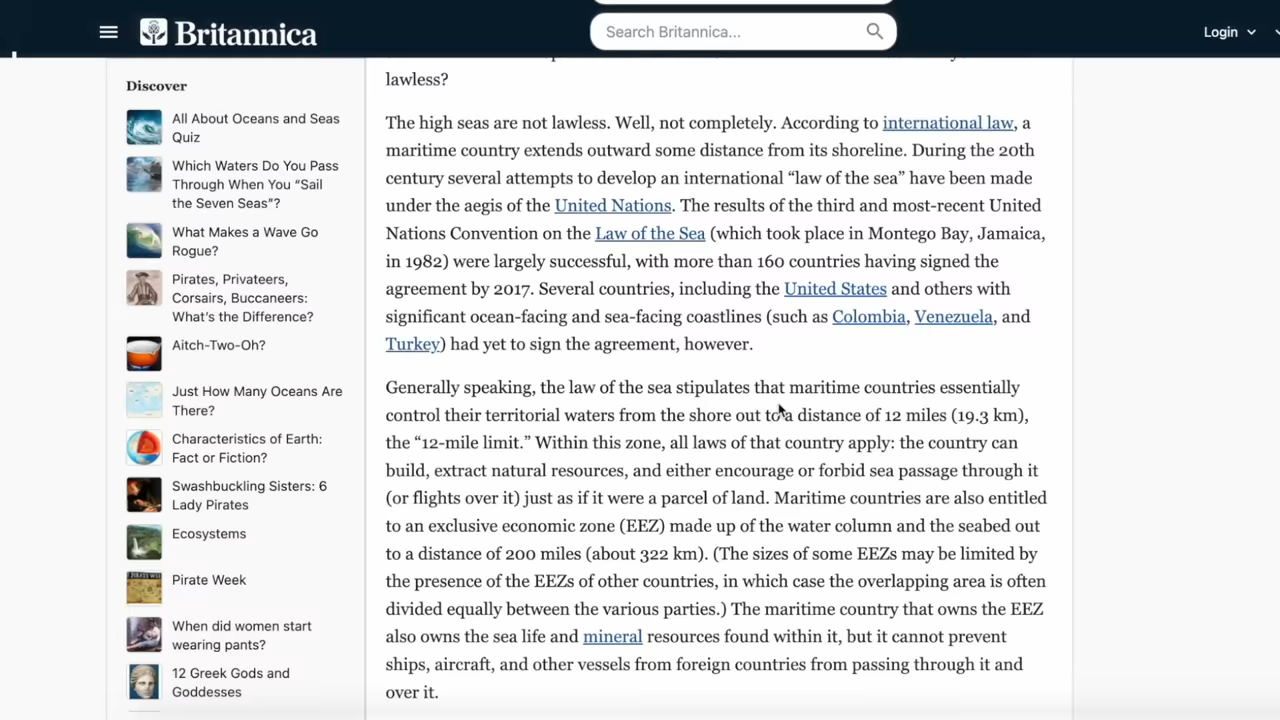 Britannica
Search Britannica...
Login
Discover
All About Oceans and Seas
Quiz
Which Waters Do You Pass
Through When You “Sail
the Seven Seas”?
What Makes a Wave Go
Rogue?
Pirates, Privateers,
Corsairs, Buccaneers:
What’s the Difference?
Aitch-Two-Oh?
Just How Many Oceans Are
There?
Characteristics of Earth:
Fact or Fiction?
Swashbuckling Sisters: 6
Lady Pirates
Ecosystems
Pirate Week
When did women start
wearing pants?
12 Greek Gods and
Goddesses
lawless?
The high seas are not lawless. Well, not completely. According to international law, a
maritime country extends outward some distance from its shoreline. During the 20th
century several attempts to develop an international “law of the sea” have been made
under the aegis of the United Nations. The results of the third and most-recent United
Nations Convention on the Law of the Sea (which took place in Montego Bay, Jamaica,
in 1982) were largely successful, with more than 160 countries having signed the
agreement by 2017. Several countries, including the United States and others with
significant ocean-facing and sea-facing coastlines (such as Colombia, Venezuela, and
Turkey) had yet to sign the agreement, however.
Generally speaking, the law of the sea stipulates that maritime countries essentially
control their territorial waters from the shore out to a distance of 12 miles (19.3 km),
the “12-mile limit.” Within this zone, all laws of that country apply: the country can
build, extract natural resources, and either encourage or forbid sea passage through it
(or flights over it) just as if it were a parcel of land. Maritime countries are also entitled
to an exclusive economic zone (EEZ) made up of the water column and the seabed out
to a distance of 200 miles (about 322 km). (The sizes of some EEZs may be limited by
the presence of the EEZs of other countries, in which case the overlapping area is often
divided equally between the various parties.) The maritime country that owns the EEZ
also owns the sea life and mineral resources found within it, but it cannot prevent
ships, aircraft, and other vessels from foreign countries from passing through it and
over it.